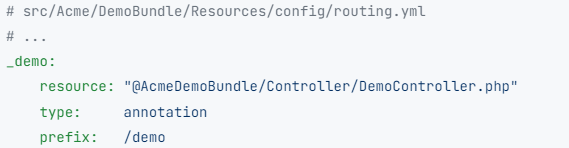 # src/Acme/DemoBundle/Resources/config/routing.yml
# ...
_demo:
    resource: "@AcmeDemoBundle/Controller/DemoController.php"
    type:     annotation
    prefix:   /demo